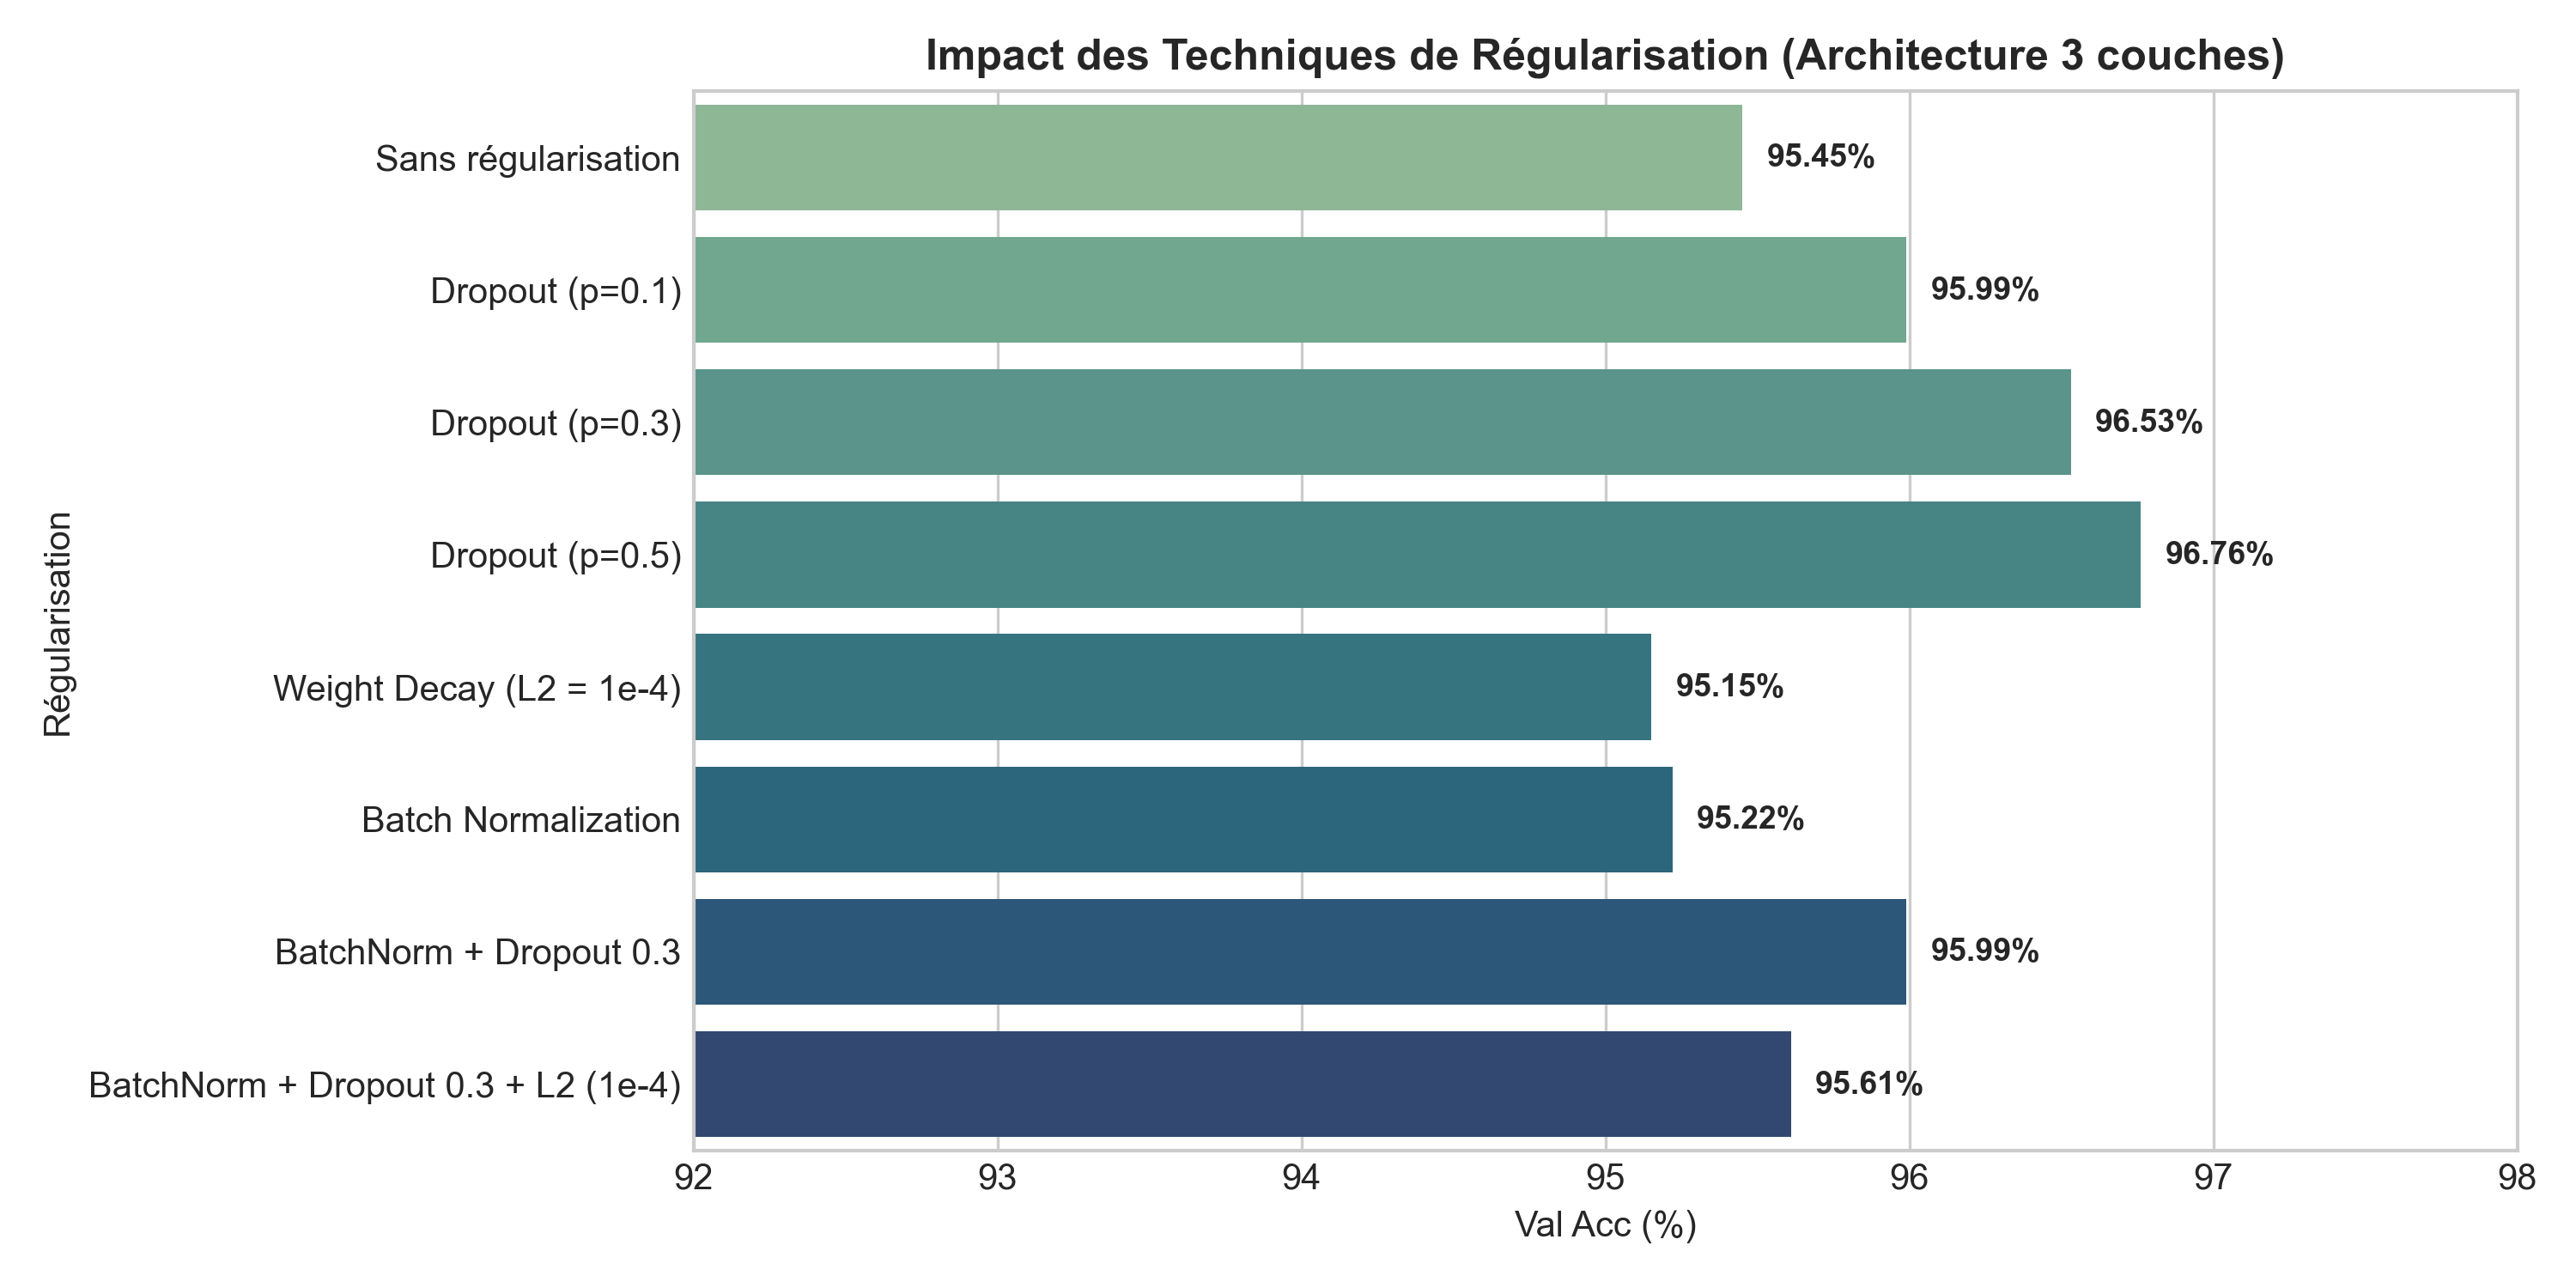 Impact des Techniques de Régularisation (Architecture 3 couches)
Régularisation
Sans régularisation 95.45%
Dropout (p=0.1) 95.99%
Dropout (p=0.3) 96.53%
Dropout (p=0.5) 96.76%
Weight Decay (L2 = 1e-4) 95.15%
Batch Normalization 95.22%
BatchNorm + Dropout 0.3 95.99%
BatchNorm + Dropout 0.3 + L2 (1e-4) 95.61%
92 93 94 95 96 97 98
Val Acc (%)